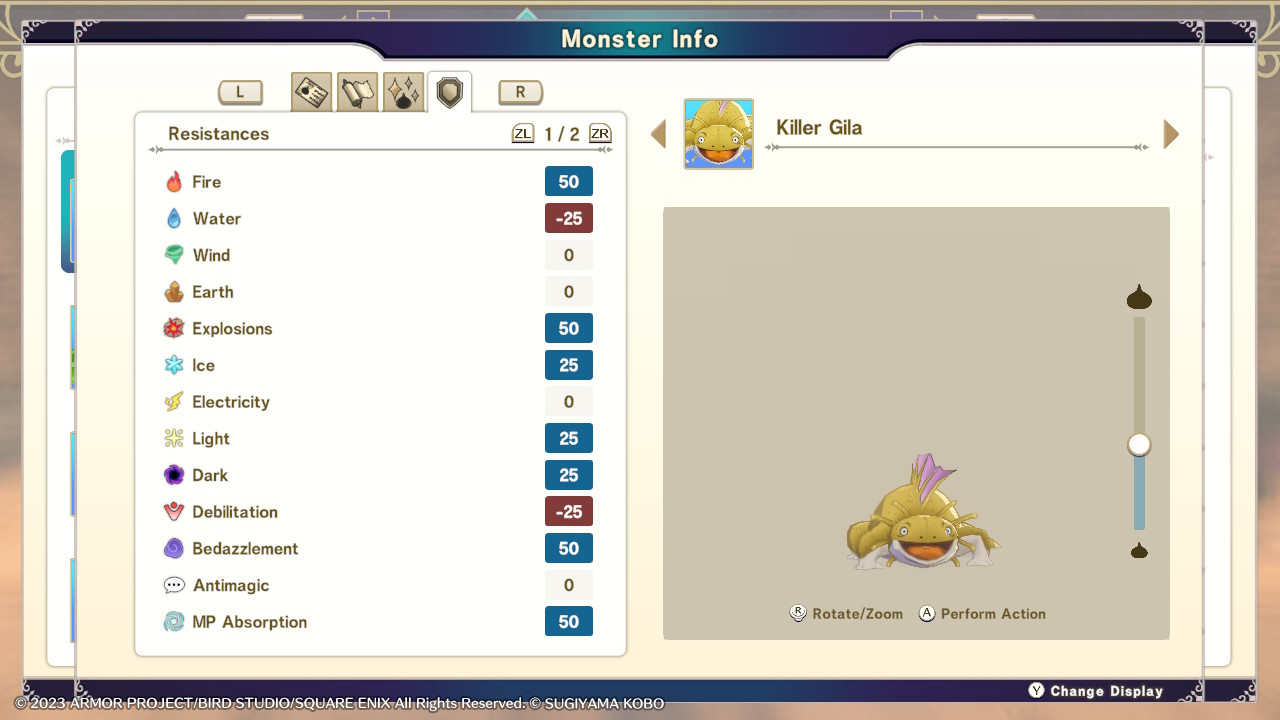 Monster Info
L
R
Resistances ZL 1 / 2 ZR
Fire 50
Water -25
Wind 0
Earth 0
Explosions 50
Ice 25
Electricity 0
Light 25
Dark 25
Debilitation -25
Bedazzlement 50
Antimagic 0
MP Absorption 50
Killer Gila
R Rotate/Zoom A Perform Action
Y Change Display
© 2023 ARMOR PROJECT/BIRD STUDIO/SQUARE ENIX All Rights Reserved. © SUGIYAMA KOBO